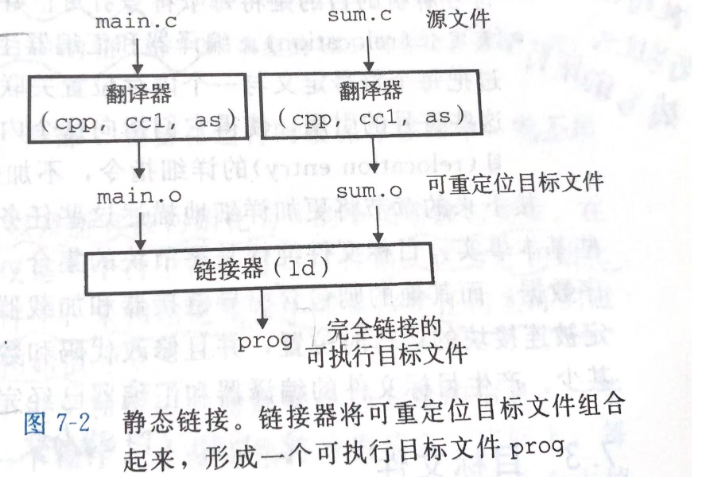 main.c sum.c 源文件
翻译器 翻译器
(cpp, cc1, as) (cpp, cc1, as)
main.o sum.o 可重定位目标文件
链接器(ld)
prog 完全链接的
可执行目标文件
图 7-2 静态链接。链接器将可重定位目标文件组合
起来,形成一个可执行目标文件 prog